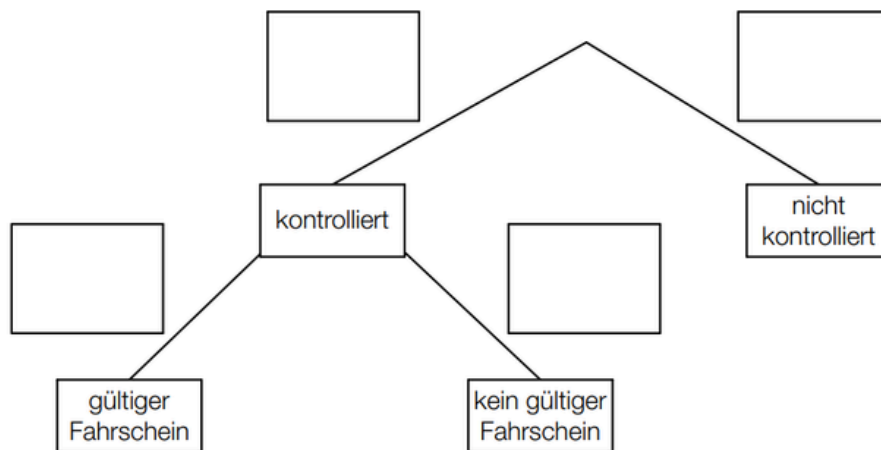 kontrolliert
nicht
kontrolliert
gültiger
Fahrschein
kein gültiger
Fahrschein